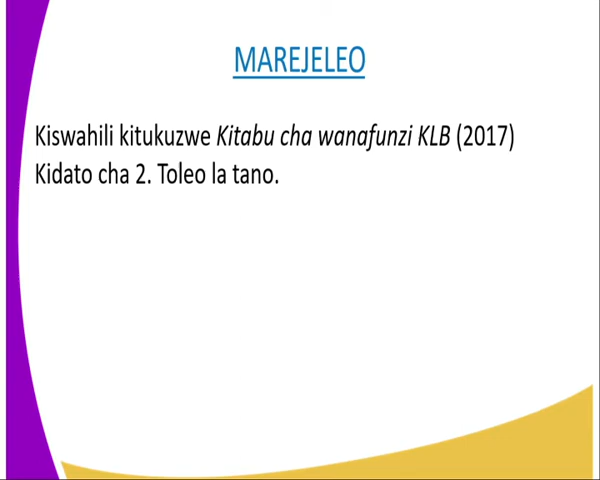 MAREJELEO
Kiswahili kitukuzwe Kitabu cha wanafunzi KLB (2017)
Kidato cha 2. Toleo la tano.